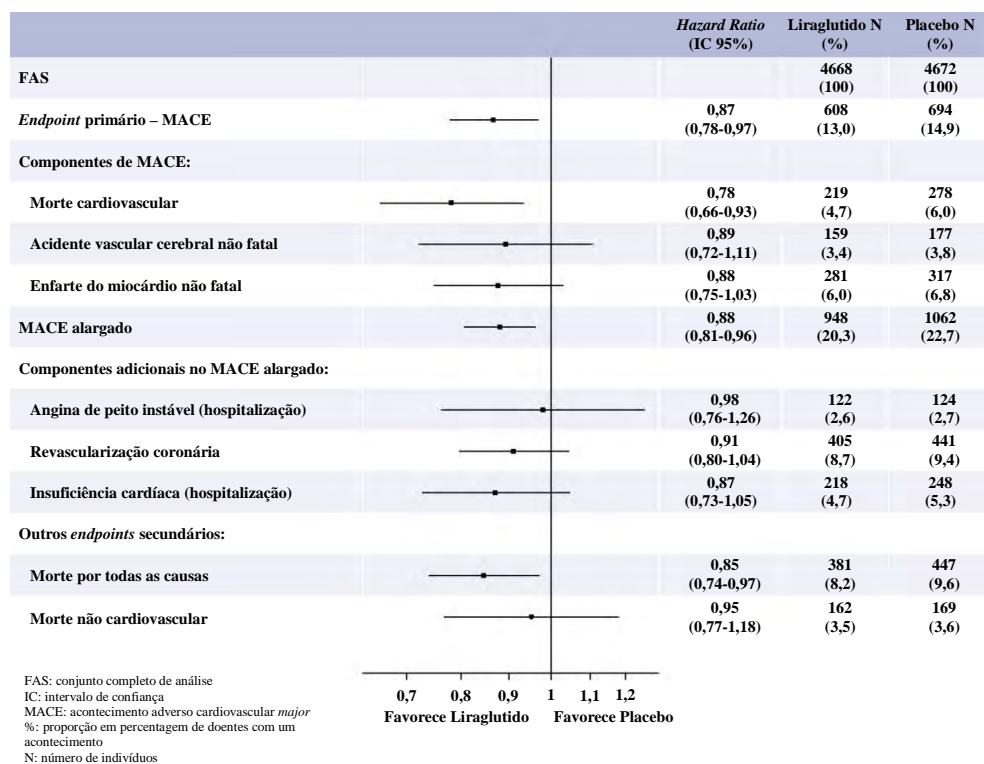 Hazard Ratio Liraglutido N Placebo N
(IC 95%) (%) (%)
FAS 4668 4672
(100) (100)
Endpoint primário – MACE 0,87 608 694
(0,78-0,97) (13,0) (14,9)
Componentes de MACE:
Morte cardiovascular 0,78 219 278
(0,66-0,93) (4,7) (6,0)
Acidente vascular cerebral não fatal 0,89 159 177
(0,72-1,11) (3,4) (3,8)
Enfarte do miocárdio não fatal 0,88 281 317
(0,75-1,03) (6,0) (6,8)
MACE alargado 0,88 948 1062
(0,81-0,96) (20,3) (22,7)
Componentes adicionais no MACE alargado:
Angina de peito instável (hospitalização) 0,98 122 124
(0,76-1,26) (2,6) (2,7)
Revascularização coronária 0,91 405 441
(0,80-1,04) (8,7) (9,4)
Insuficiência cardíaca (hospitalização) 0,87 218 248
(0,73-1,05) (4,7) (5,3)
Outros endpoints secundários:
Morte por todas as causas 0,85 381 447
(0,74-0,97) (8,2) (9,6)
Morte não cardiovascular 0,95 162 169
(0,77-1,18) (3,5) (3,6)
0,7 0,8 0,9 1 1,1 1,2
Favorece Liraglutido Favorece Placebo
FAS: conjunto completo de análise
IC: intervalo de confiança
MACE: acontecimento adverso cardiovascular major
%: proporção em percentagem de doentes com um
acontecimento
N: número de indivíduos